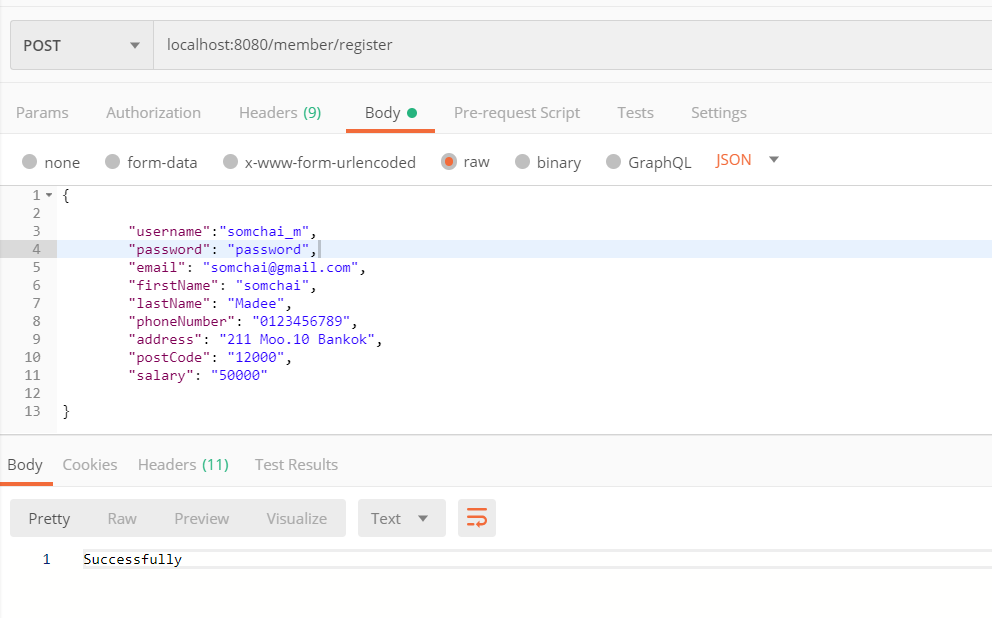 POST localhost:8080/member/register
Params Authorization Headers (9) Body Pre-request Script Tests Settings
none form-data x-www-form-urlencoded raw binary GraphQL JSON
1 {
2
3 "username":"somchai_m",
4 "password": "password",
5 "email": "somchai@gmail.com",
6 "firstName": "somchai",
7 "lastName": "Madee",
8 "phoneNumber": "0123456789",
9 "address": "211 Moo.10 Bankok",
10 "postCode": "12000",
11 "salary": "50000"
12
13 }
Body Cookies Headers (11) Test Results
Pretty Raw Preview Visualize Text
1 Successfully